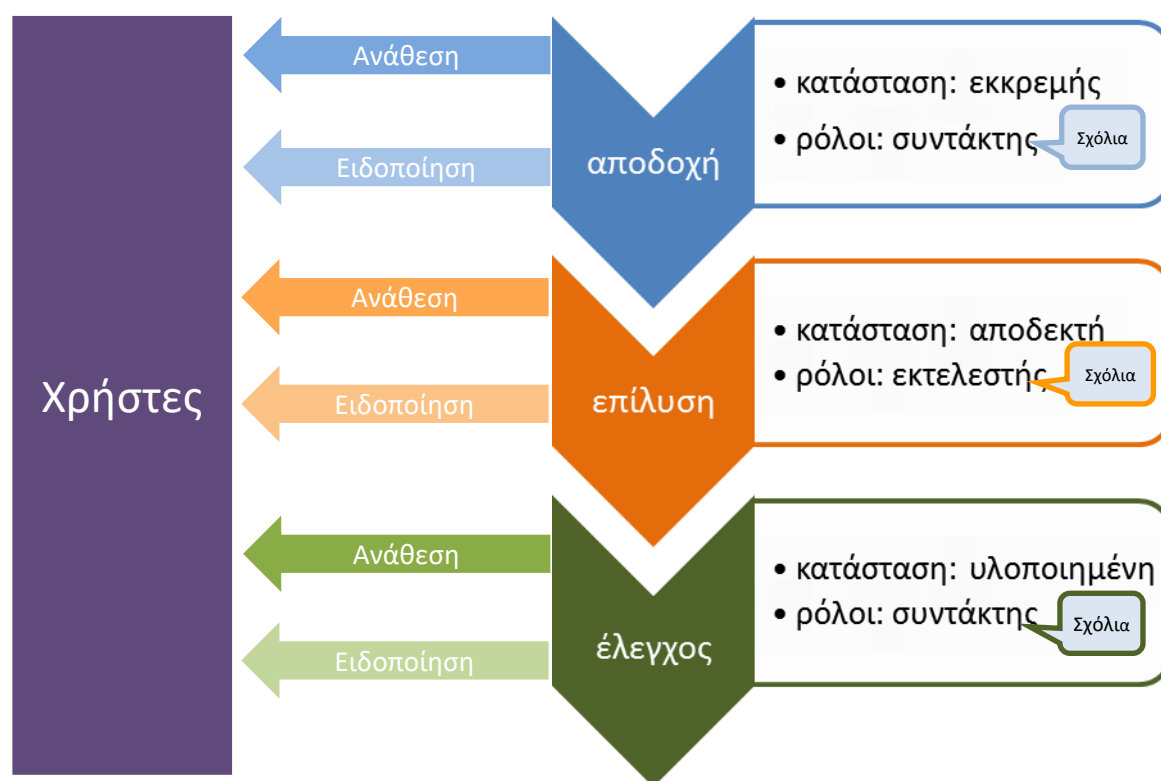 Χρήστες
Ανάθεση
Ειδοποίηση
αποδοχή
• κατάσταση: εκκρεμής
• ρόλοι: συντάκτης
Σχόλια
Ανάθεση
Ειδοποίηση
επίλυση
• κατάσταση: αποδεκτή
• ρόλοι: εκτελεστής
Σχόλια
Ανάθεση
Ειδοποίηση
έλεγχος
• κατάσταση: υλοποιημένη
• ρόλοι: συντάκτης
Σχόλια